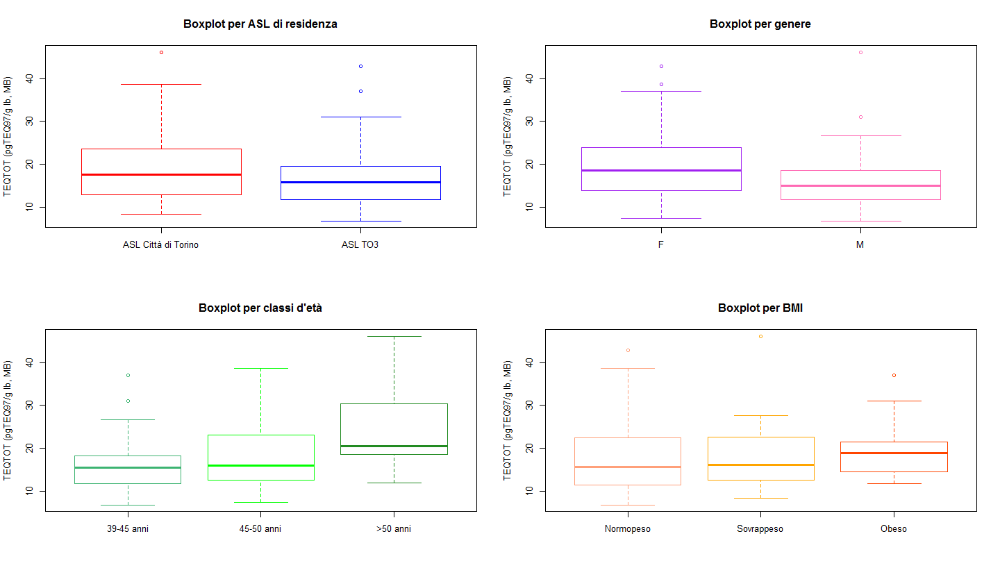 Boxplot per ASL di residenza
TEQTOT (pgTEQ97/g lb, MB)
40
30
20
10
ASL Città di Torino
ASL TO3
Boxplot per genere
TEQTOT (pgTEQ97/g lb, MB)
40
30
20
10
F
M
Boxplot per classi d'età
TEQTOT (pgTEQ97/g lb, MB)
40
30
20
10
39-45 anni
45-50 anni
>50 anni
Boxplot per BMI
TEQTOT (pgTEQ97/g lb, MB)
40
30
20
10
Normopeso
Sovrappeso
Obeso